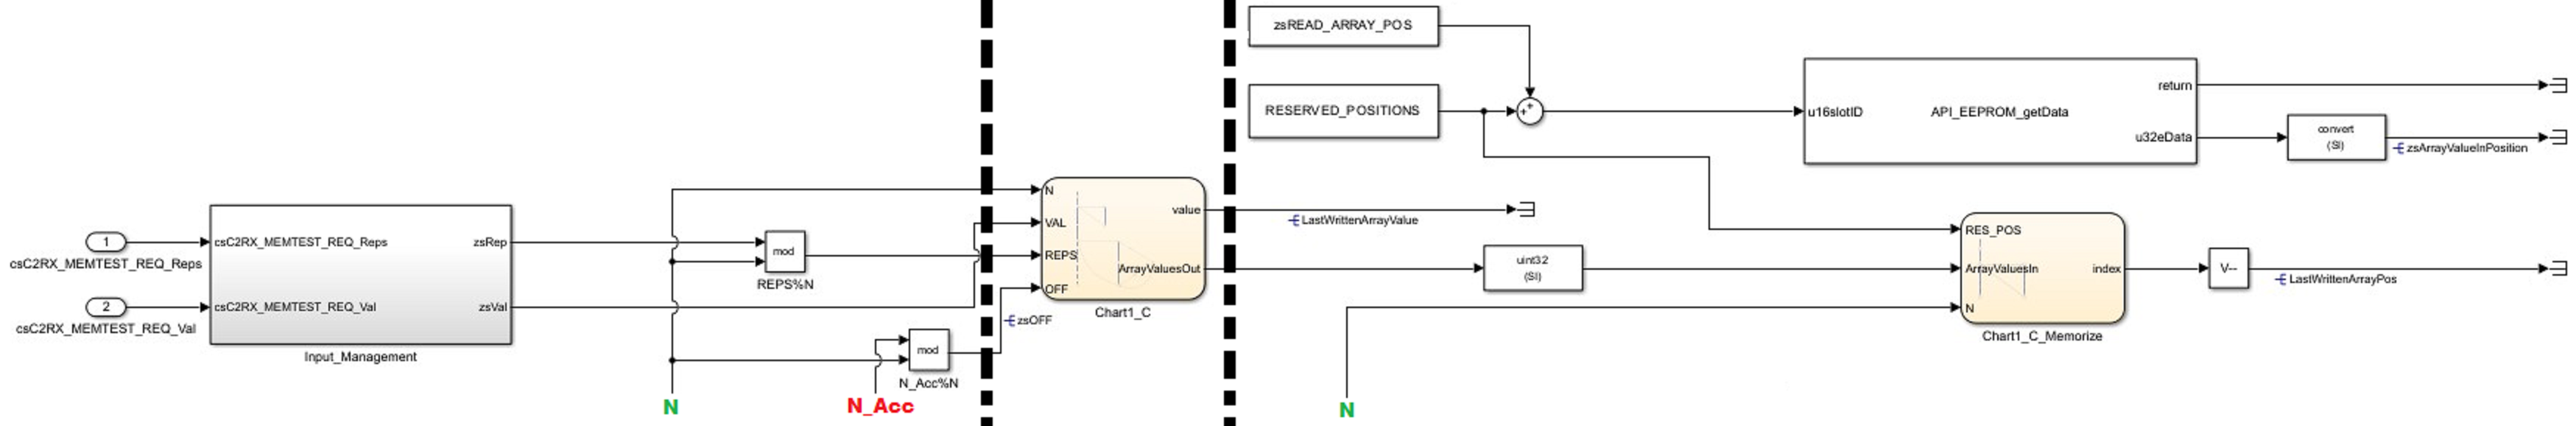 1
csC2RX_MEMTEST_REQ_Reps
2
csC2RX_MEMTEST_REQ_Val
csC2RX_MEMTEST_REQ_Reps
zsRep
csC2RX_MEMTEST_REQ_Val
zsVal
Input_Management
N
mod
REPS%N
N_Acc
mod
N_Acc%N
zsOFF
N
VAL
REPS
OFF
value
ArrayValuesOut
Chart1_C
zsREAD_ARRAY_POS
RESERVED_POSITIONS
++
LastWrittenArrayValue
uint32
(SI)
N
u16slotID
API_EEPROM_getData
return
u32eData
convert
(SI)
zsArrayValueInPosition
RES_POS
ArrayValuesIn
N
index
Chart1_C_Memorize
V--
LastWrittenArrayPos